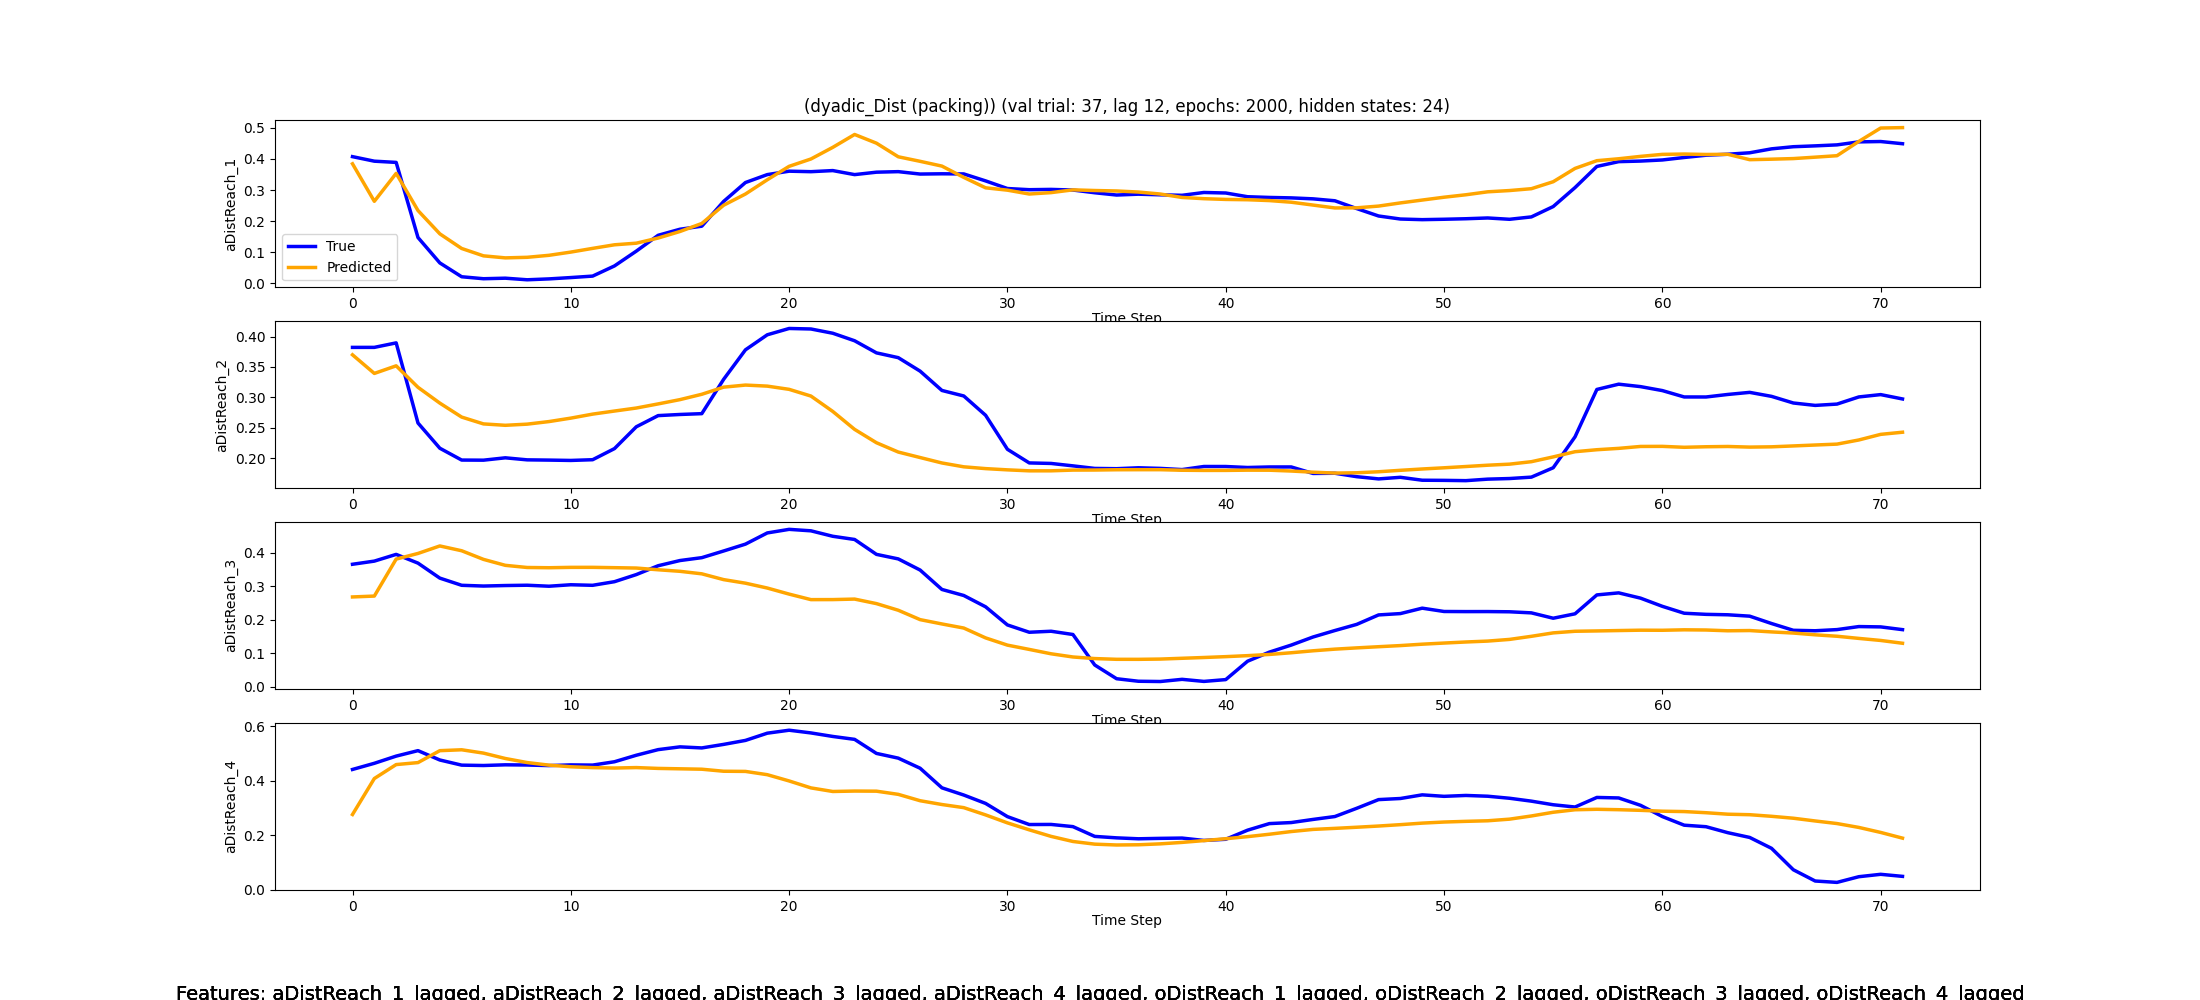 (dyadic_Dist (packing)) (val trial: 37, lag 12, epochs: 2000, hidden states: 24)
aDistReach_1
0.5
0.4
0.3
0.2
0.1
0.0
True
Predicted
0 10 20 30 40 50 60 70
Time Step
aDistReach_2
0.40
0.35
0.30
0.25
0.20
0 10 20 30 40 50 60 70
Time Step
aDistReach_3
0.4
0.3
0.2
0.1
0.0
0 10 20 30 40 50 60 70
Time Step
aDistReach_4
0.6
0.4
0.2
0.0
0 10 20 30 40 50 60 70
Time Step
Features: aDistReach_1_lagged, aDistReach_2_lagged, aDistReach_3_lagged, aDistReach_4_lagged, oDistReach_1_lagged, oDistReach_2_lagged, oDistReach_3_lagged, oDistReach_4_lagged